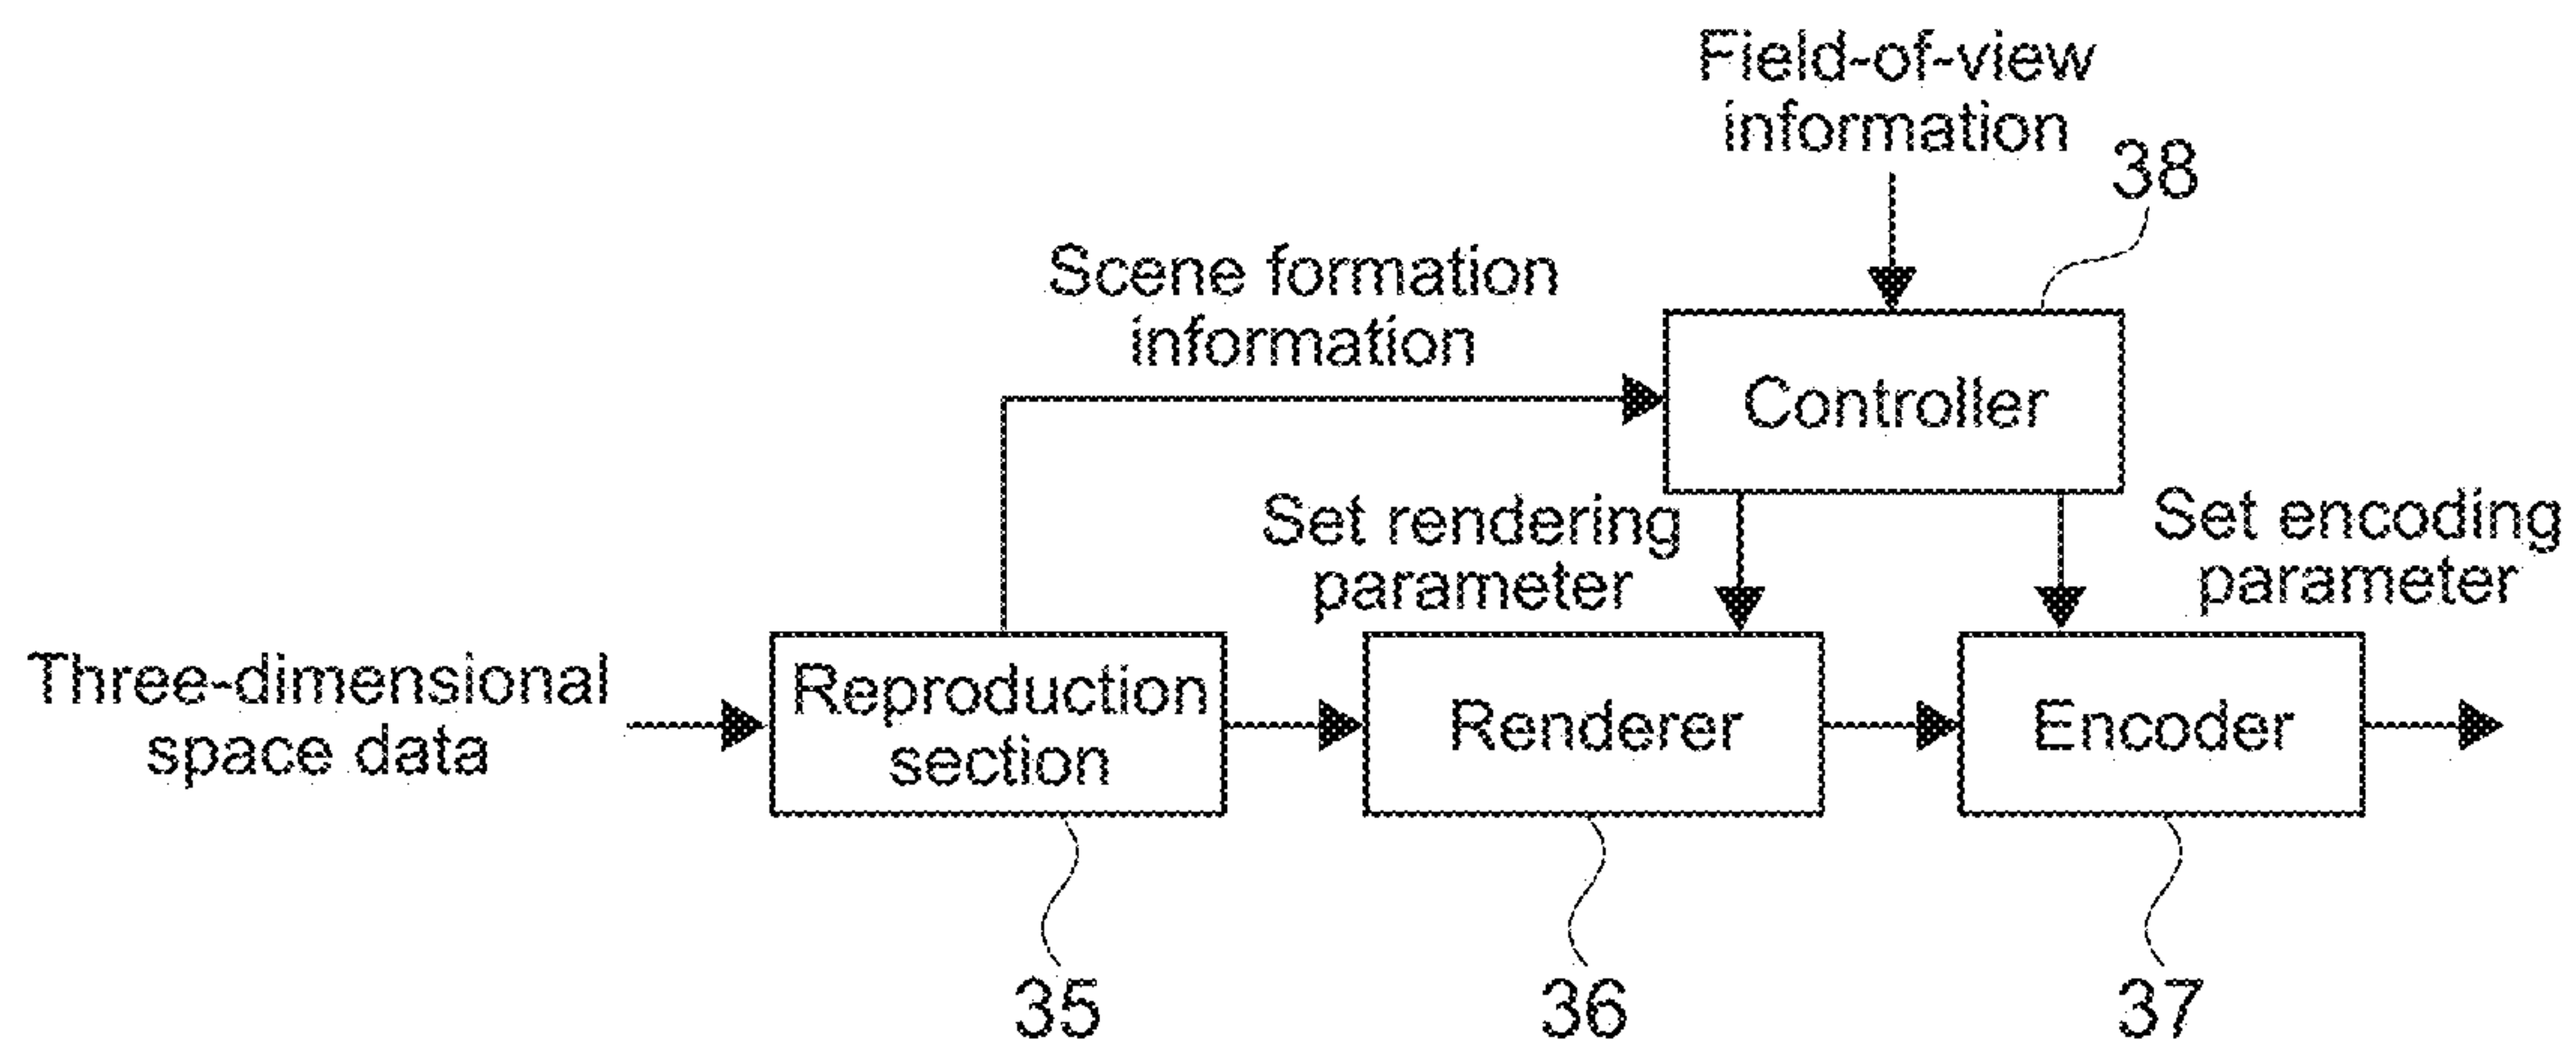 Field-of-view
information
38
Scene formation
information
Controller
Set rendering
parameter
Set encoding
parameter
Three-dimensional
space data
Reproduction
section
Renderer
Encoder
35
36
37